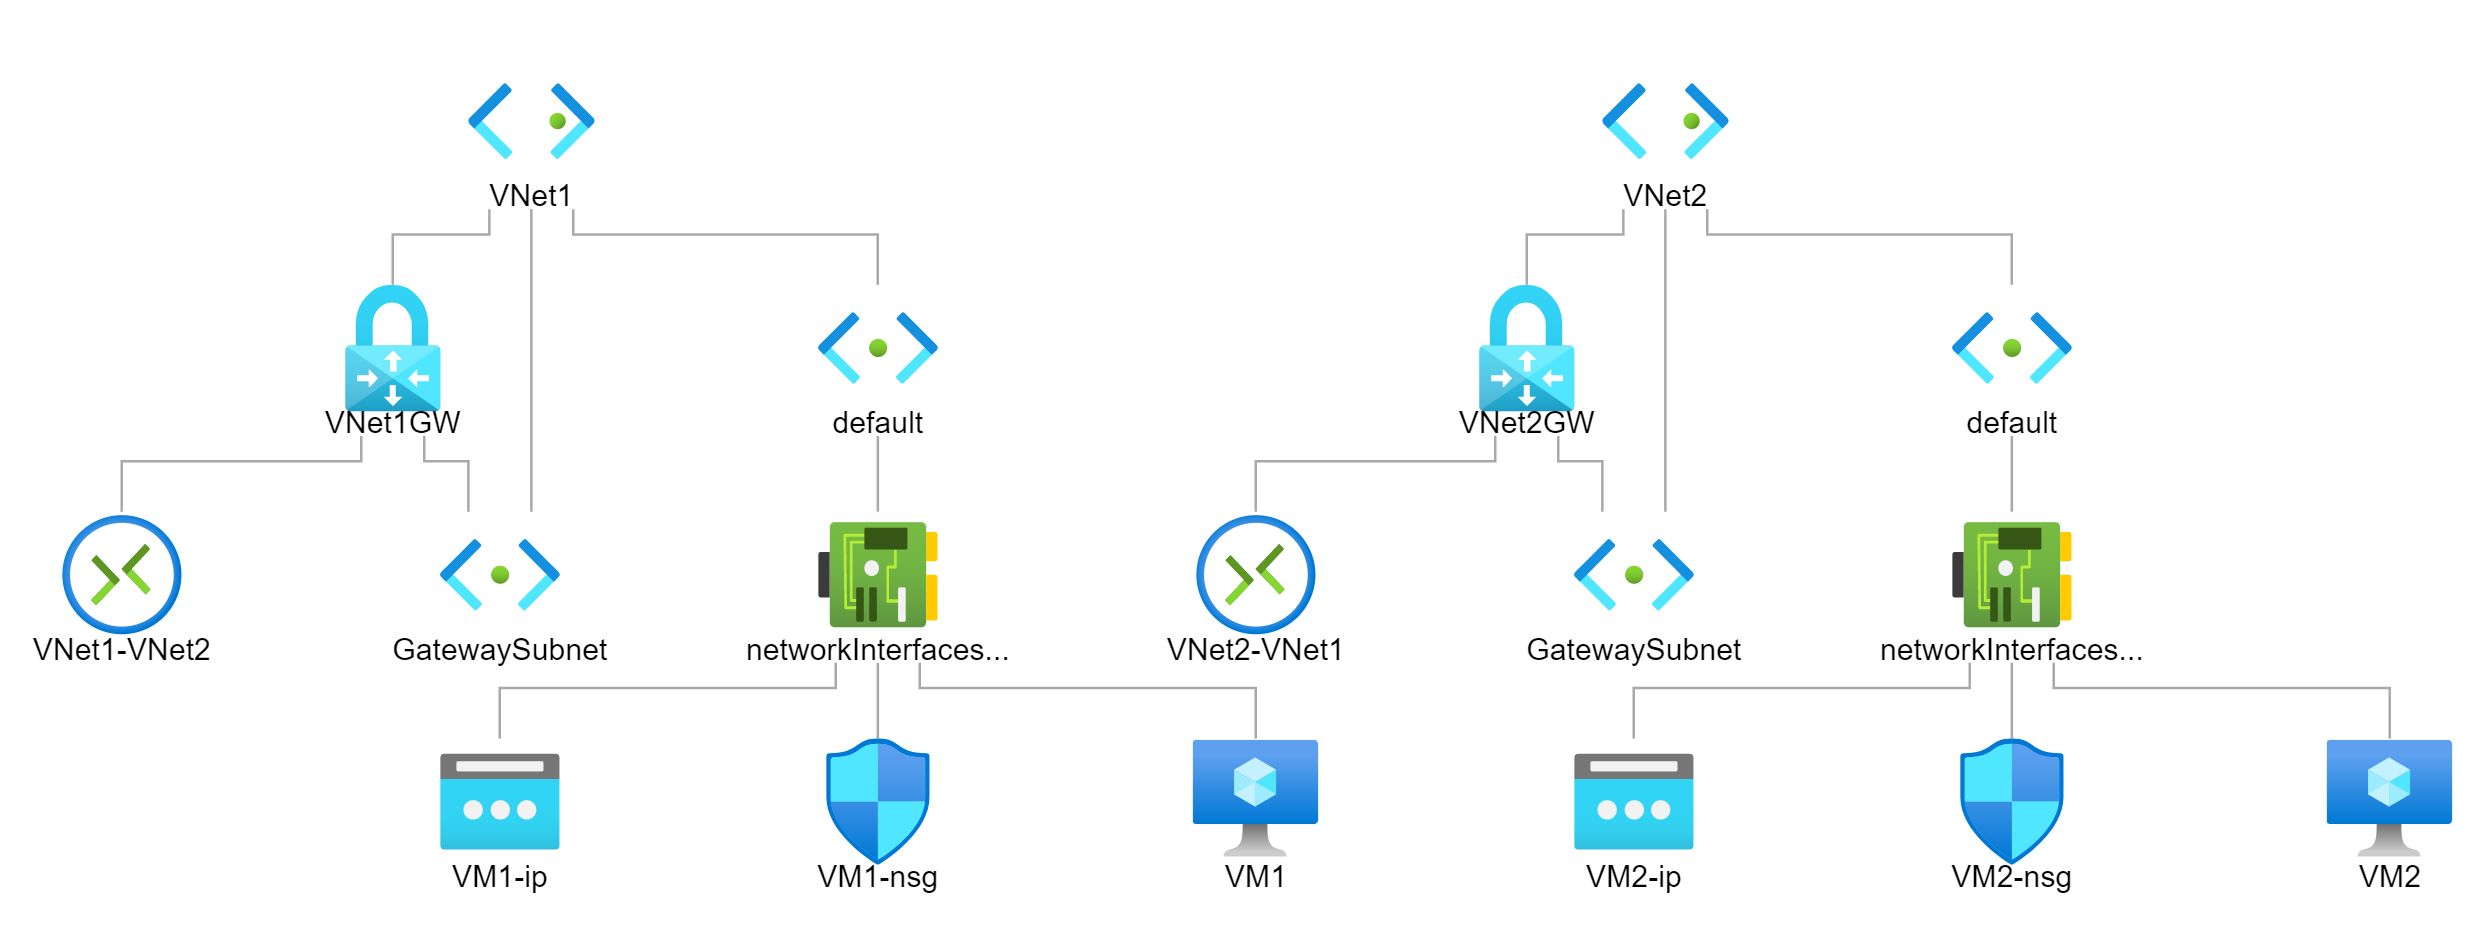 VNet1
VNet2
VNet1GW
default
VNet2GW
default
VNet1-VNet2
GatewaySubnet
networkInterfaces...
VNet2-VNet1
GatewaySubnet
networkInterfaces...
VM1-ip
VM1-nsg
VM1
VM2-ip
VM2-nsg
VM2